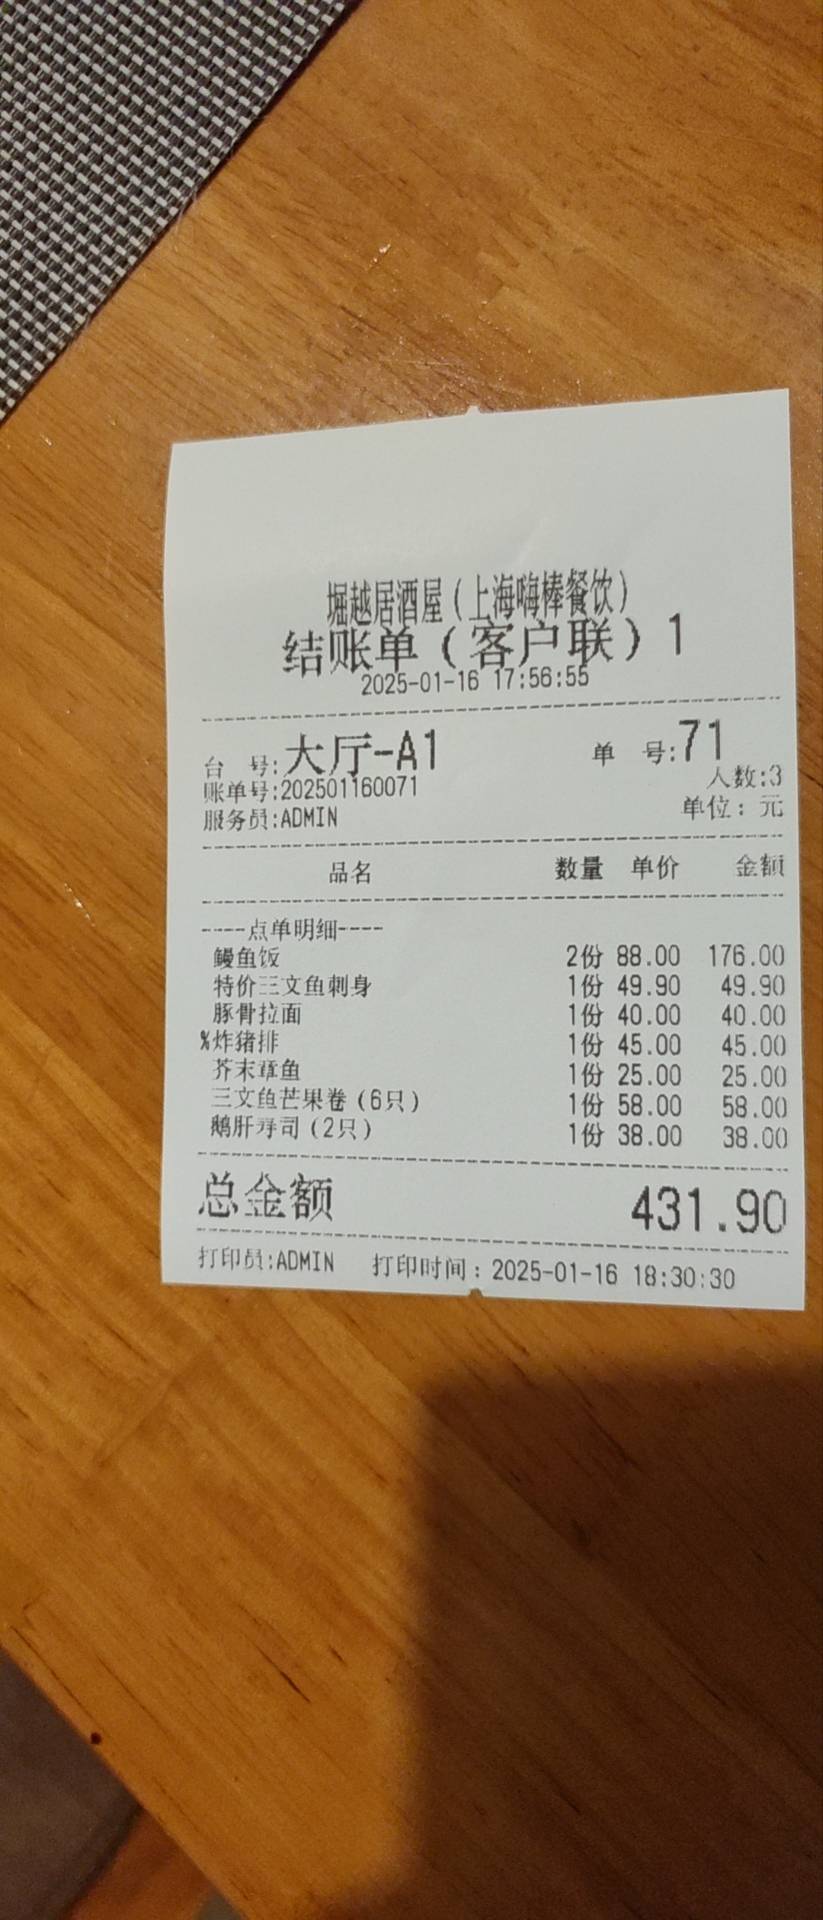 堀越居酒屋（上海嗨棒餐饮）
结账单（客户联）1
2025-01-16 17:56:55
台 号:大厅-A1 单 号:71
人数:3
账单号:202501160071
单位：元
服务员:ADMIN
品名 数量 单价 金额
----点单明细----
鳗鱼饭 2份 88.00 176.00
特价三文鱼刺身 1份 49.90 49.90
豚骨拉面 1份 40.00 40.00
%炸猪排 1份 45.00 45.00
芥末章鱼 1份 25.00 25.00
三文鱼芒果卷（6只） 1份 58.00 58.00
鹅肝寿司（2只） 1份 38.00 38.00
总金额 431.90
打印员:ADMIN 打印时间：2025-01-16 18:30:30